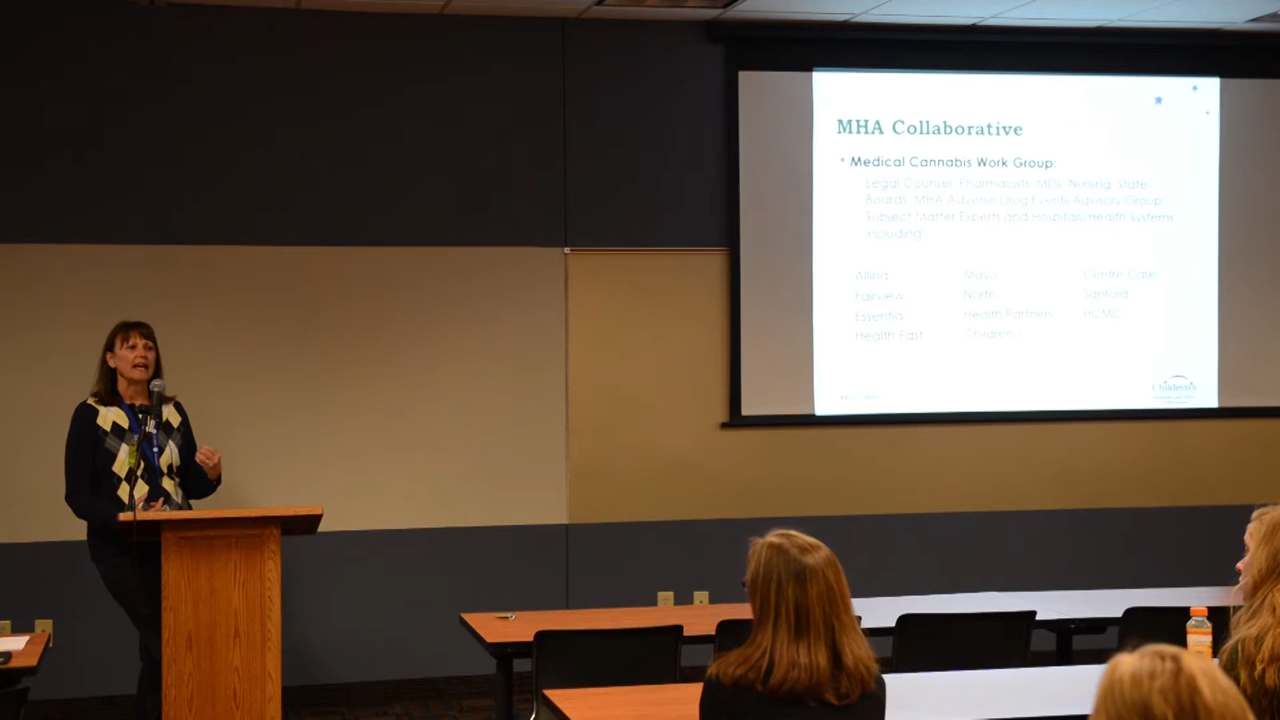 MHA Collaborative
* Medical Cannabis Work Group:
Legal Counsel, Pharmacists, MDs, Nursing, State
Boards, MHA Adverse Drug Events Advisory Group
Subject Matter Experts and Hospitals/Health Systems
including:
Allina Mayo Centre Care
Fairview North Sanford
Essentia Health Partners HCMC
Health East Children's
Children's